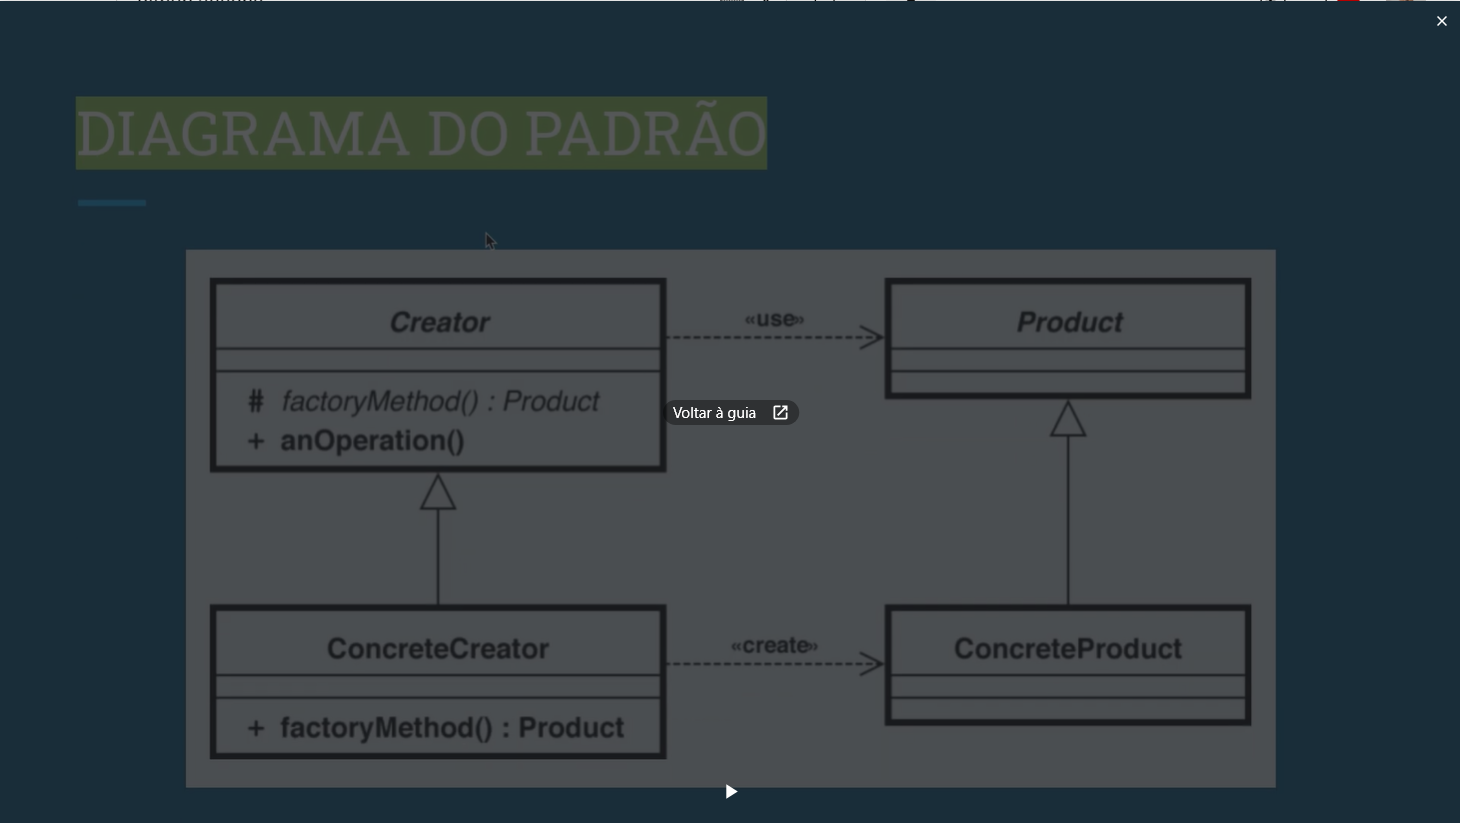 DIAGRAMA DO PADRÃO
Creator
«use»
Product
# factoryMethod() : Product
+ anOperation()
Voltar à guia
ConcreteCreator
«create»
ConcreteProduct
+ factoryMethod() : Product